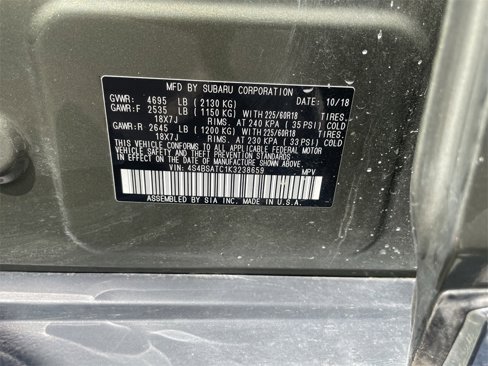 MFD BY SUBARU CORPORATION
GVWR: 4695 LB (2130 KG) DATE: 10/18
GAWR:F 2535 LB (1150 KG) WITH 225/60R18 TIRES.
18X7J RIMS. AT 240 KPA ( 35 PSI) COLD
GAWR:R 2645 LB (1200 KG) WITH 225/60R18 TIRES.
18X7J RIMS. AT 230 KPA ( 33 PSI) COLD
THIS VEHICLE CONFORMS TO ALL APPLICABLE FEDERAL MOTOR
VEHICLE SAFETY AND THEFT PREVENTION STANDARDS
IN EFFECT ON THE DATE OF MANUFACTURE SHOWN ABOVE.
VIN: 4S4BSATC1K3238659 MPV
ASSEMBLED BY SIA INC. MADE IN U.S.A.